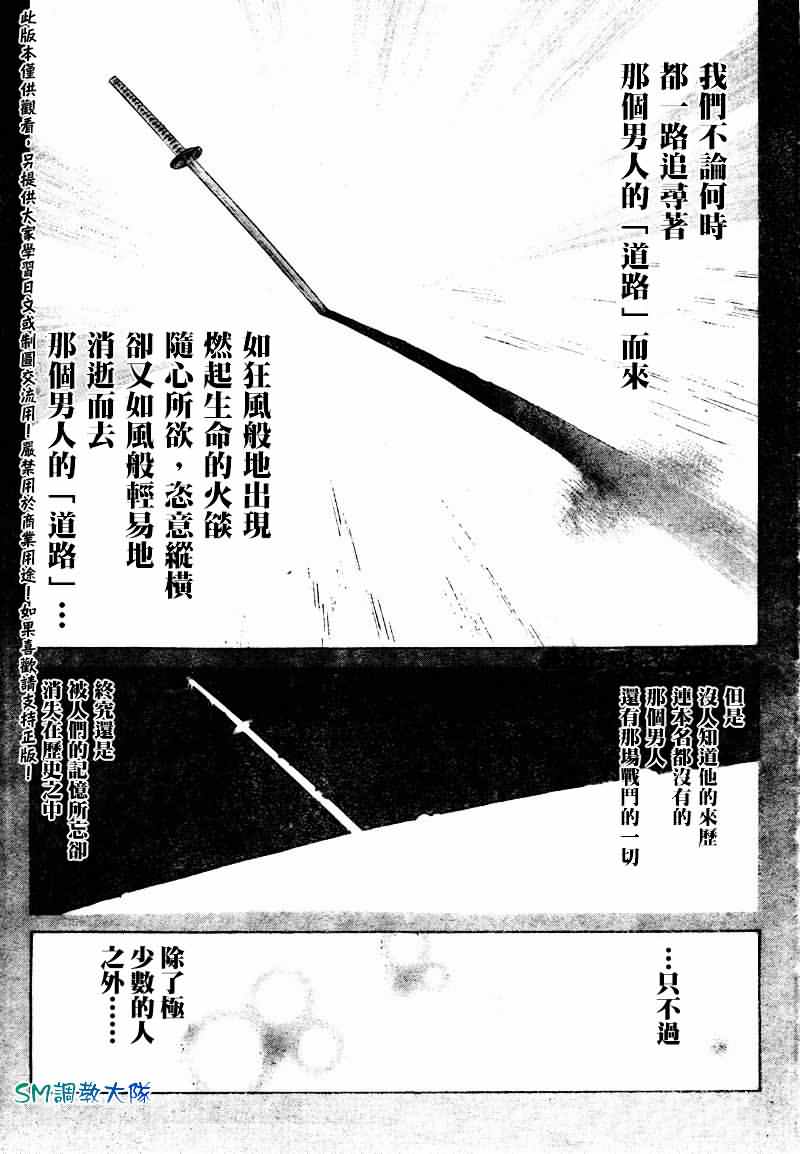 我們不論何時
都一路追尋著
那個男人的「道路」而來
如狂風般地出現
燃起生命的火燄
隨心所欲，恣意縱橫
卻又如風般輕易地
消逝而去
那個男人的「道路」…
但是
沒人知道他的來歷
連本名都沒有的
那個男人
還有那場戰鬥的一切
終究還是
被人們的記憶所忘卻
消失在歷史之中
…只不過
除了極
少數的人
之外……
此版本僅供觀看。只提供大家學習日文或制圖交流用！嚴禁用於商業用途！如果喜歡請支持正版！
SM調教大隊